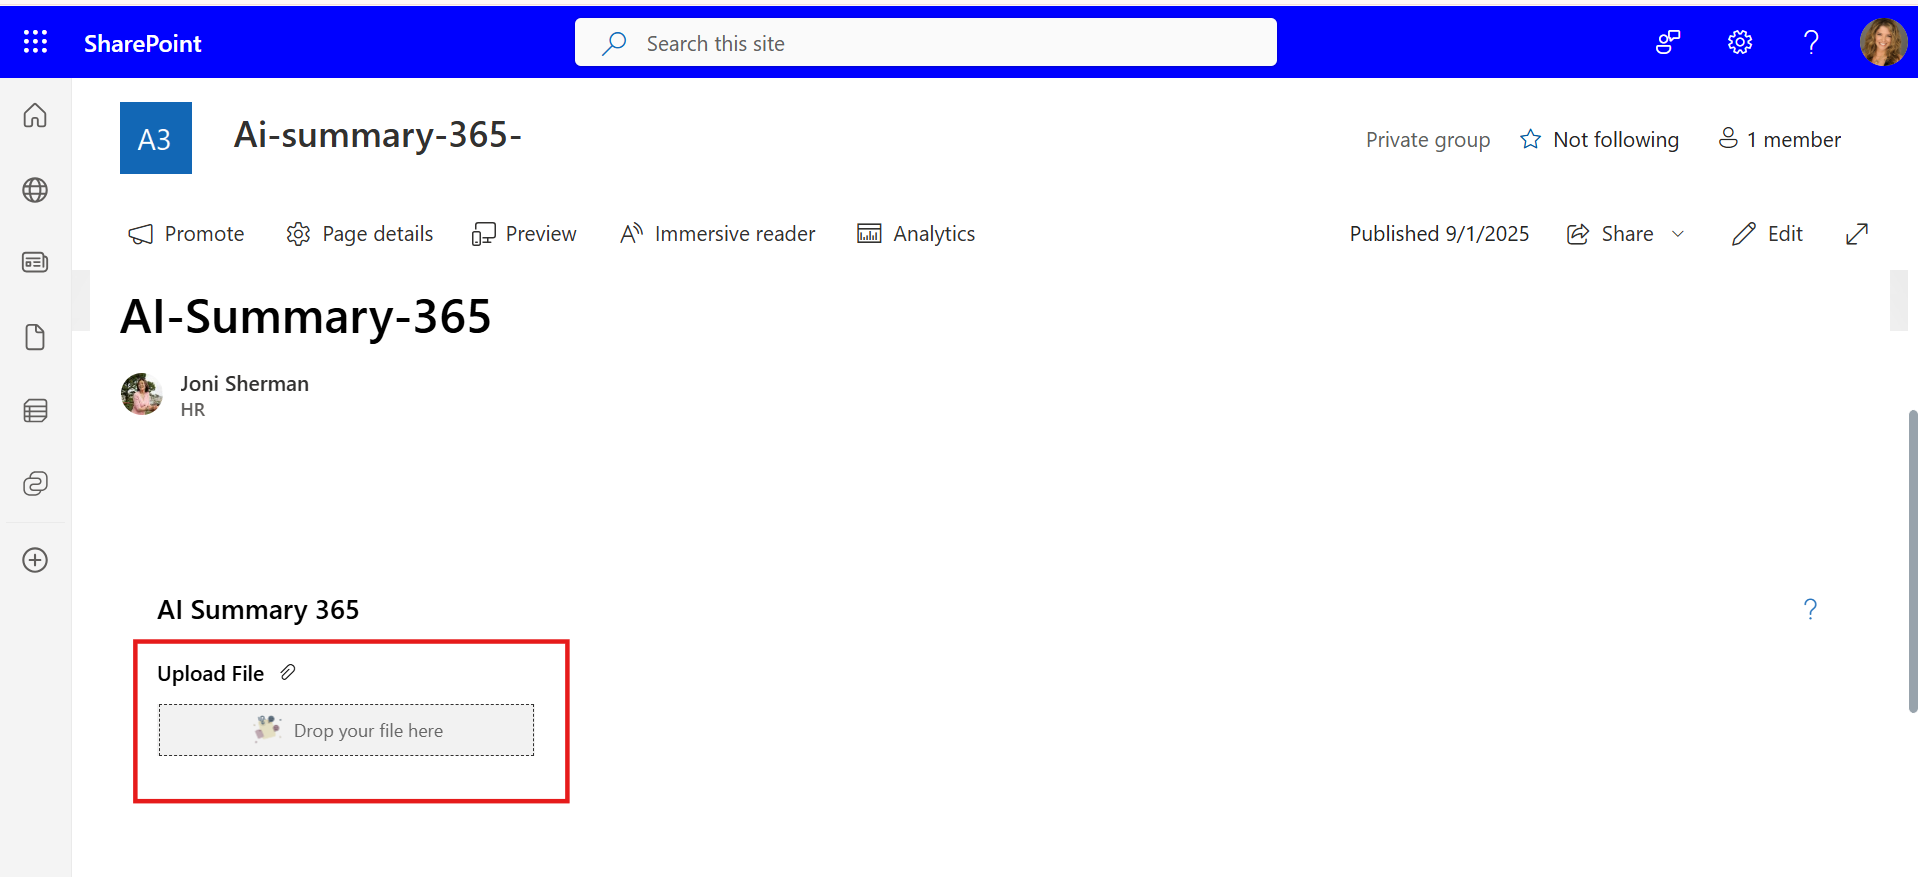 SharePoint
Search this site
A3
Ai-summary-365-
Private group
Not following
1 member
Promote
Page details
Preview
Immersive reader
Analytics
Published 9/1/2025
Share
Edit
AI-Summary-365
Joni Sherman
HR
AI Summary 365
?
Upload File
Drop your file here